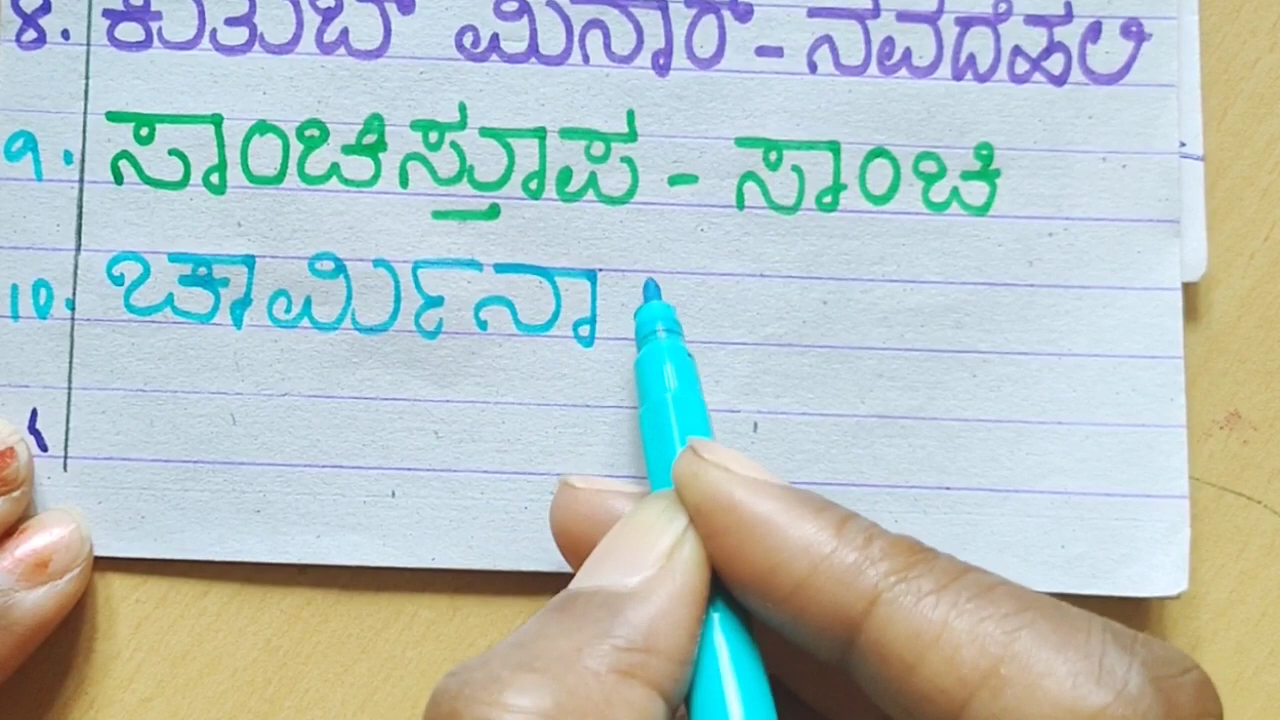 8. ಕುತುಬ್ ಮಿನಾರ್ - ನವದೆಹಲಿ
9. ಸಾಂಚಿಸ್ತೂಪ - ಸಾಂಚಿ
10. ಚಾರ್ಮಿನಾ